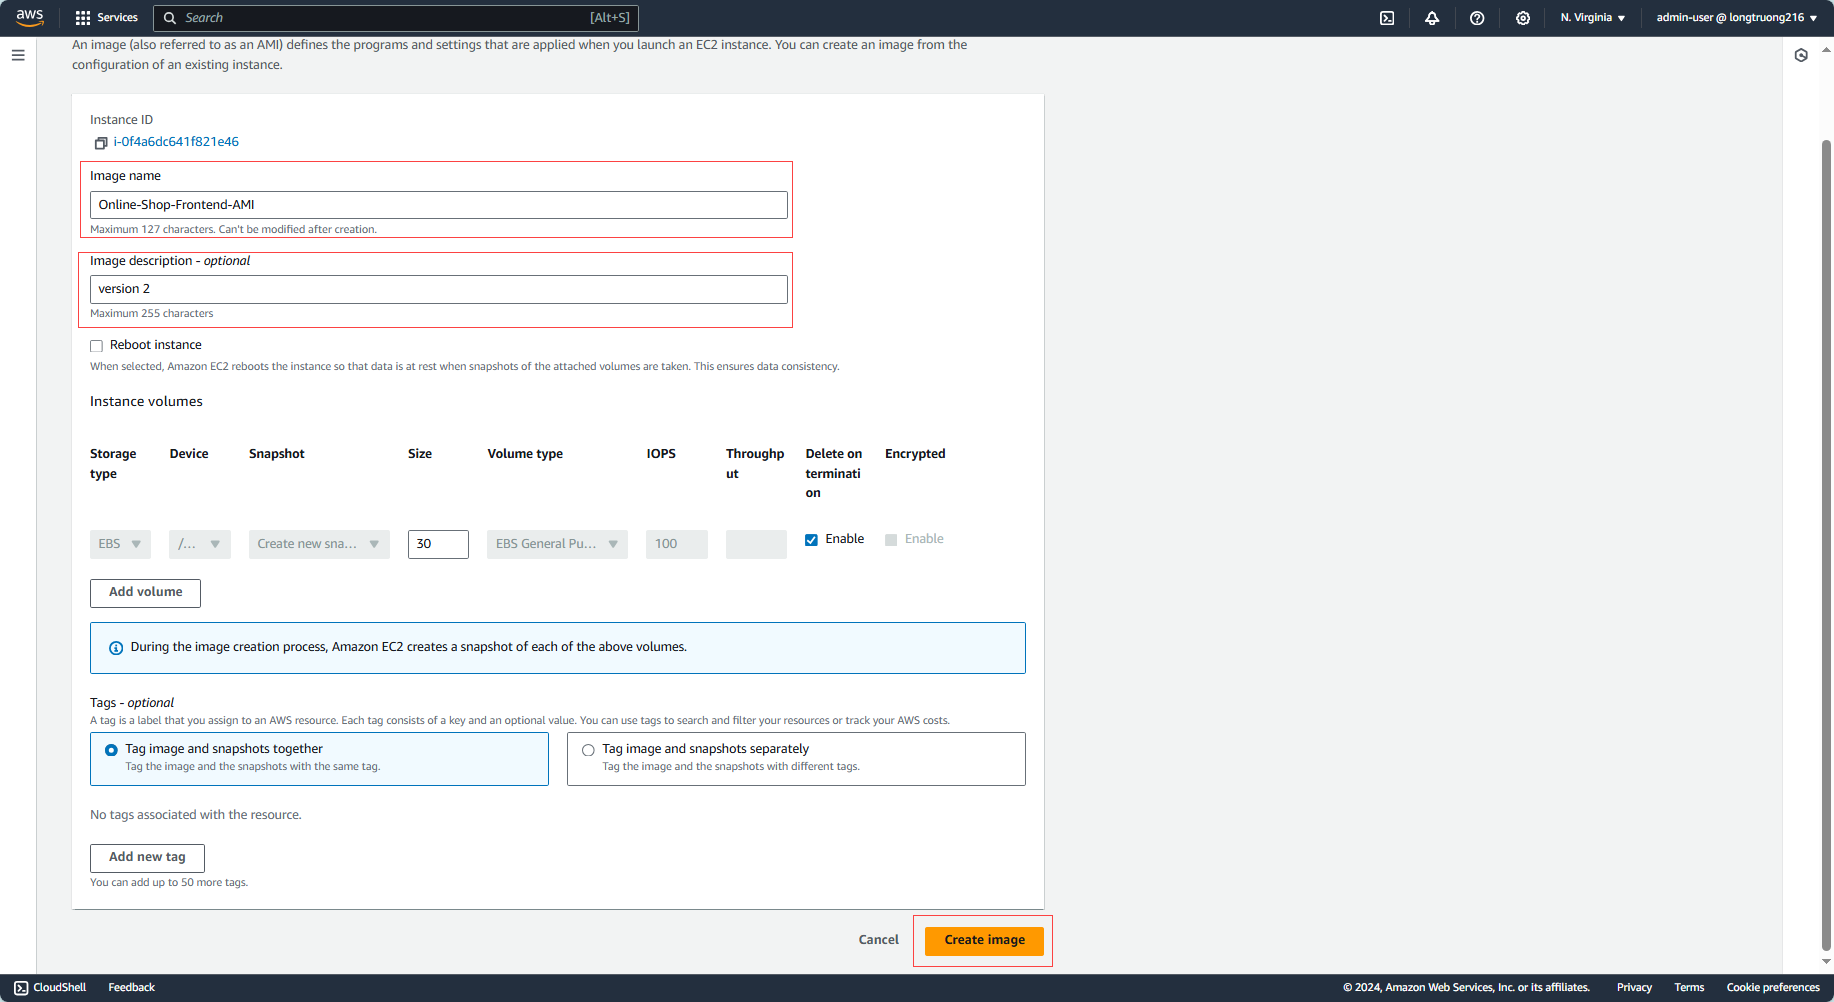 aws
Services
Search
[Alt+S]
N. Virginia
admin-user @ longtruong216
An image (also referred to as an AMI) defines the programs and settings that are applied when you launch an EC2 instance. You can create an image from the
configuration of an existing instance.
Instance ID
i-0f4a6dc641f821e46
Image name
Online-Shop-Frontend-AMI
Maximum 127 characters. Can't be modified after creation.
Image description - optional
version 2
Maximum 255 characters
Reboot instance
When selected, Amazon EC2 reboots the instance so that data is at rest when snapshots of the attached volumes are taken. This ensures data consistency.
Instance volumes
Storage
type
Device
Snapshot
Size
Volume type
IOPS
Throughp
ut
Delete on
terminati
on
Encrypted
EBS
/...
Create new sna...
30
EBS General Pu...
100
Enable
Enable
Add volume
During the image creation process, Amazon EC2 creates a snapshot of each of the above volumes.
Tags - optional
A tag is a label that you assign to an AWS resource. Each tag consists of a key and an optional value. You can use tags to search and filter your resources or track your AWS costs.
Tag image and snapshots together
Tag the image and the snapshots with the same tag.
Tag image and snapshots separately
Tag the image and the snapshots with different tags.
No tags associated with the resource.
Add new tag
You can add up to 50 more tags.
Cancel
Create image
CloudShell
Feedback
© 2024, Amazon Web Services, Inc. or its affiliates.
Privacy
Terms
Cookie preferences